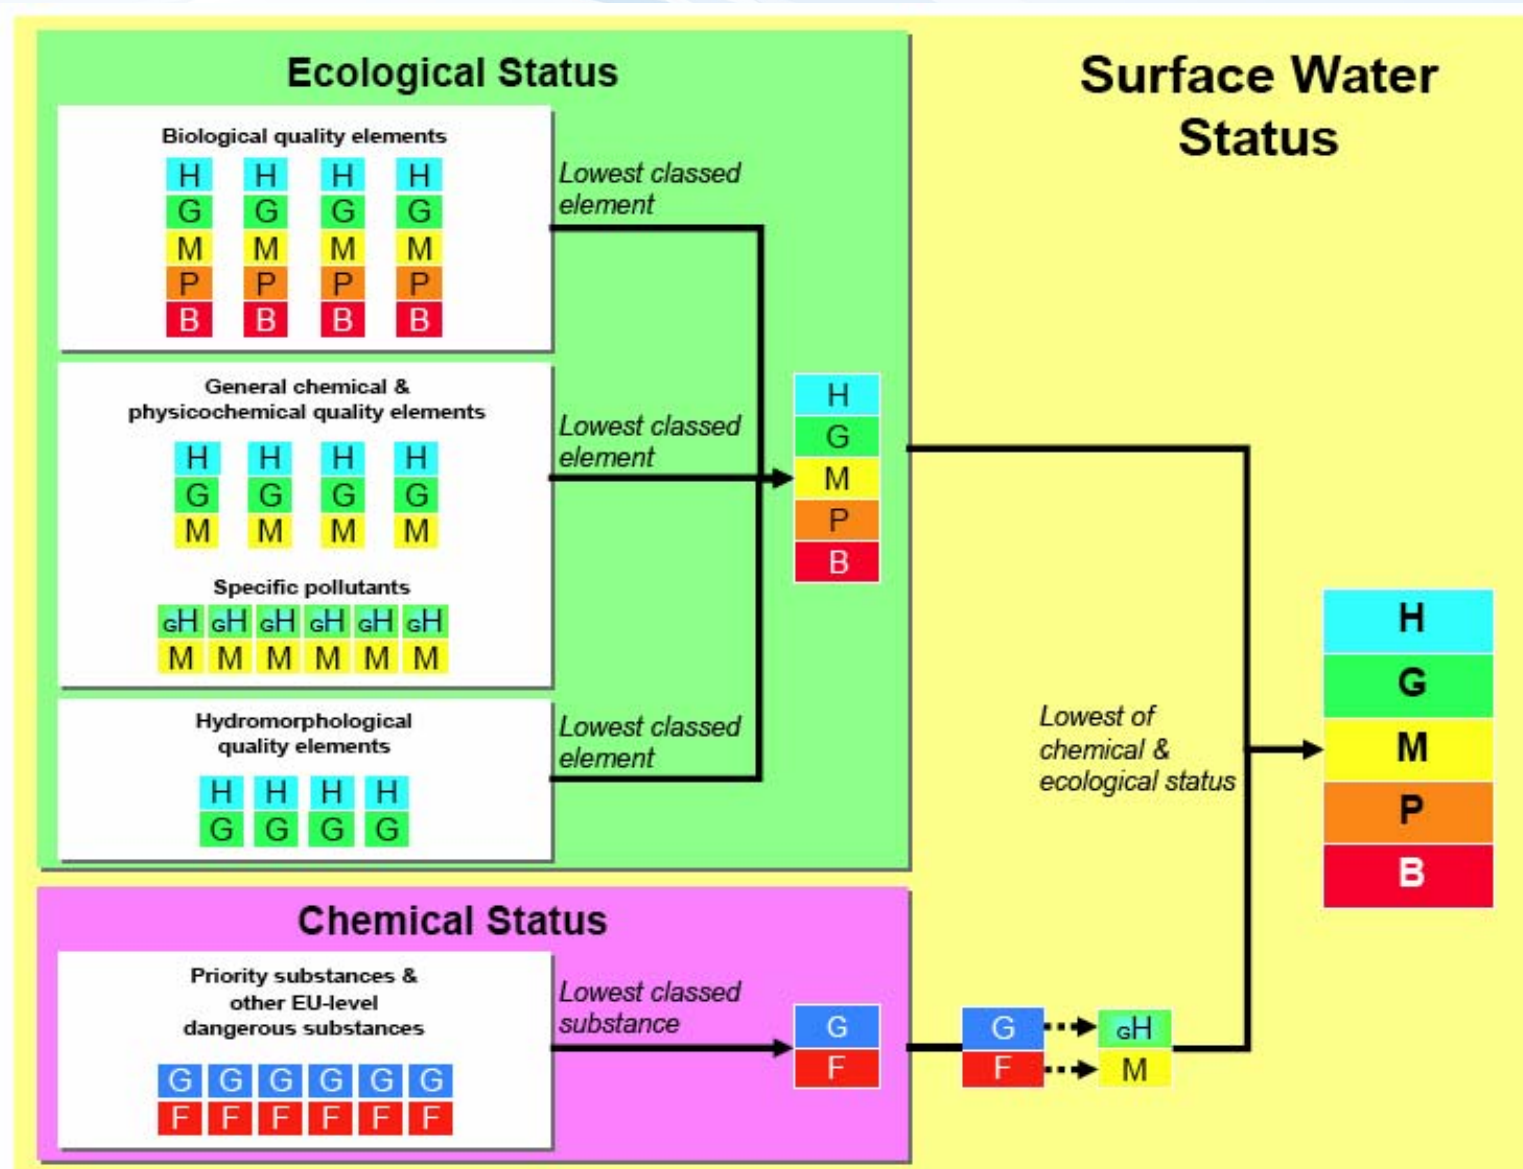 Ecological Status
Surface Water
Status
Biological quality elements
H H H H
G G G G
M M M M
P P P P
B B B B
Lowest classed
element
General chemical &
physicochemical quality elements
H H H H
G G G G
M M M M
Lowest classed
element
Specific pollutants
GH GH GH GH GH GH
M M M M M M
Hydromorphological
quality elements
H H H H
G G G G
Lowest classed
element
H
G
M
P
B
Lowest of
chemical &
ecological status
H
G
M
P
B
Chemical Status
Priority substances &
other EU-level
dangerous substances
G G G G G G
F F F F F F
Lowest classed
substance
G
F
G GH
F M